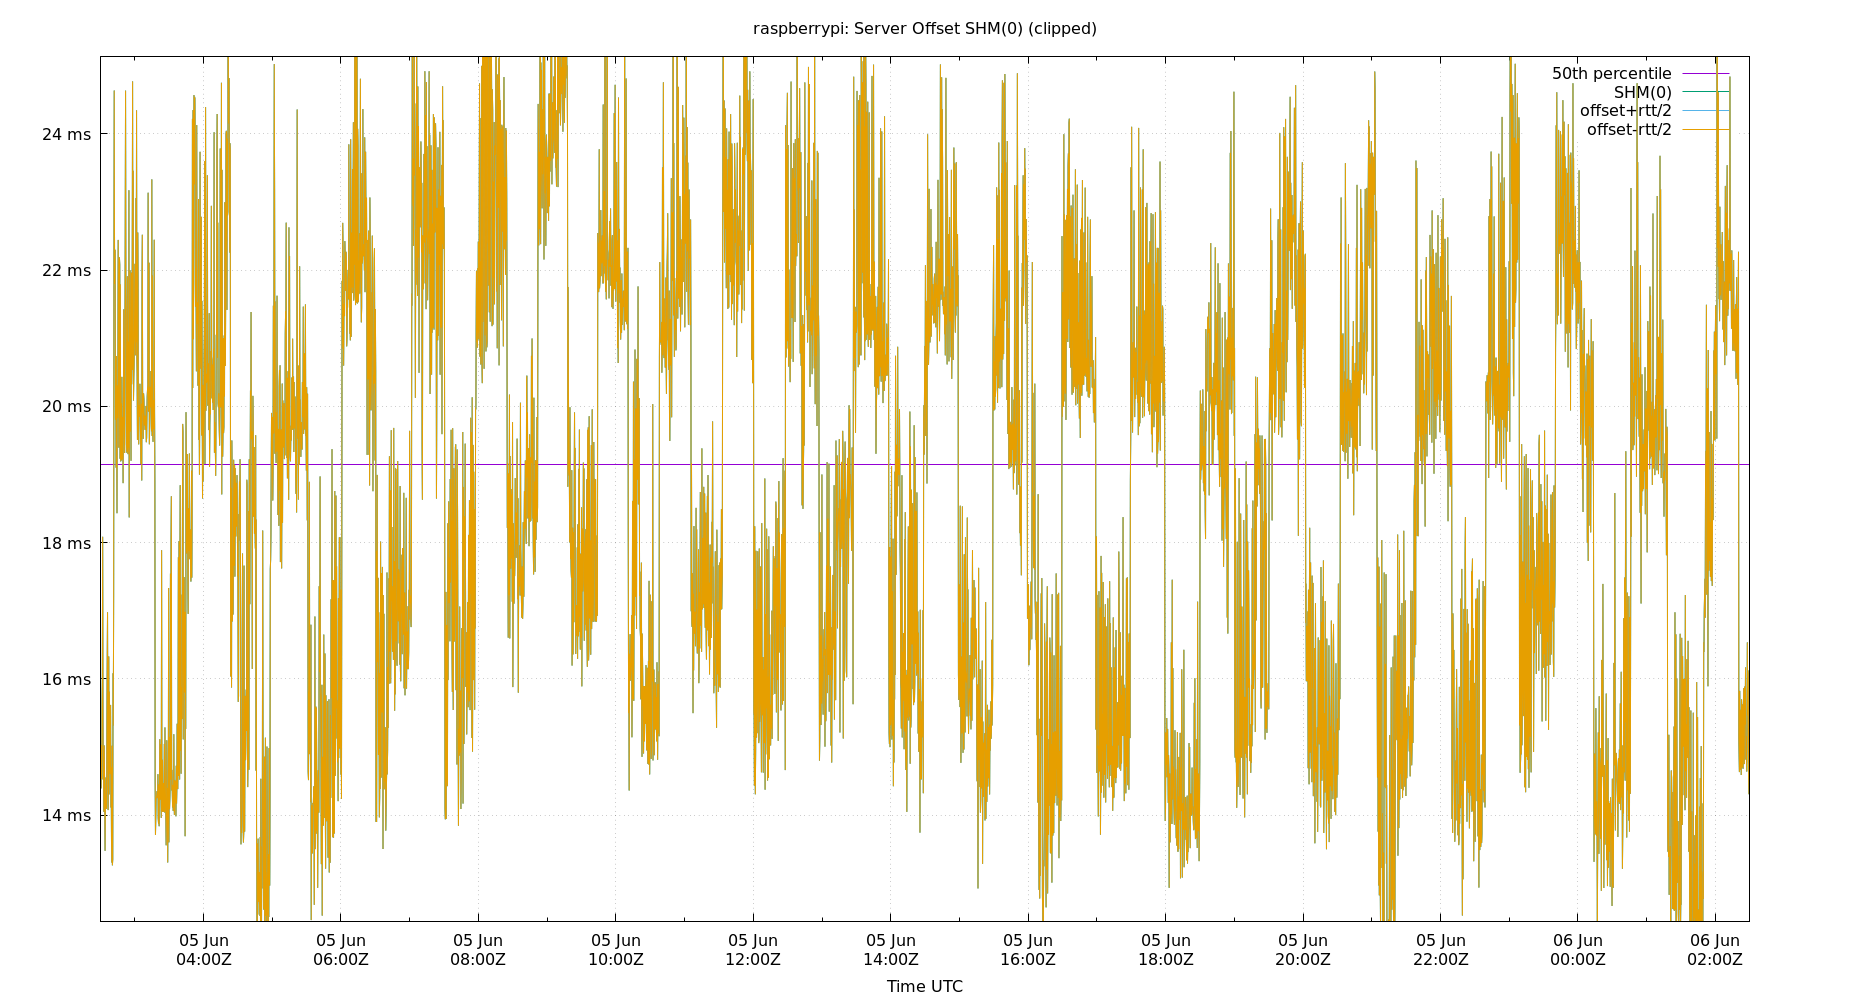 raspberrypi: Server Offset SHM(0) (clipped)
50th percentile
SHM(0)
offset+rtt/2
offset-rtt/2
24 ms
22 ms
20 ms
18 ms
16 ms
14 ms
05 Jun 05 Jun 05 Jun 05 Jun 05 Jun 05 Jun 05 Jun 05 Jun 05 Jun 05 Jun 06 Jun 06 Jun
04:00Z 06:00Z 08:00Z 10:00Z 12:00Z 14:00Z 16:00Z 18:00Z 20:00Z 22:00Z 00:00Z 02:00Z
Time UTC